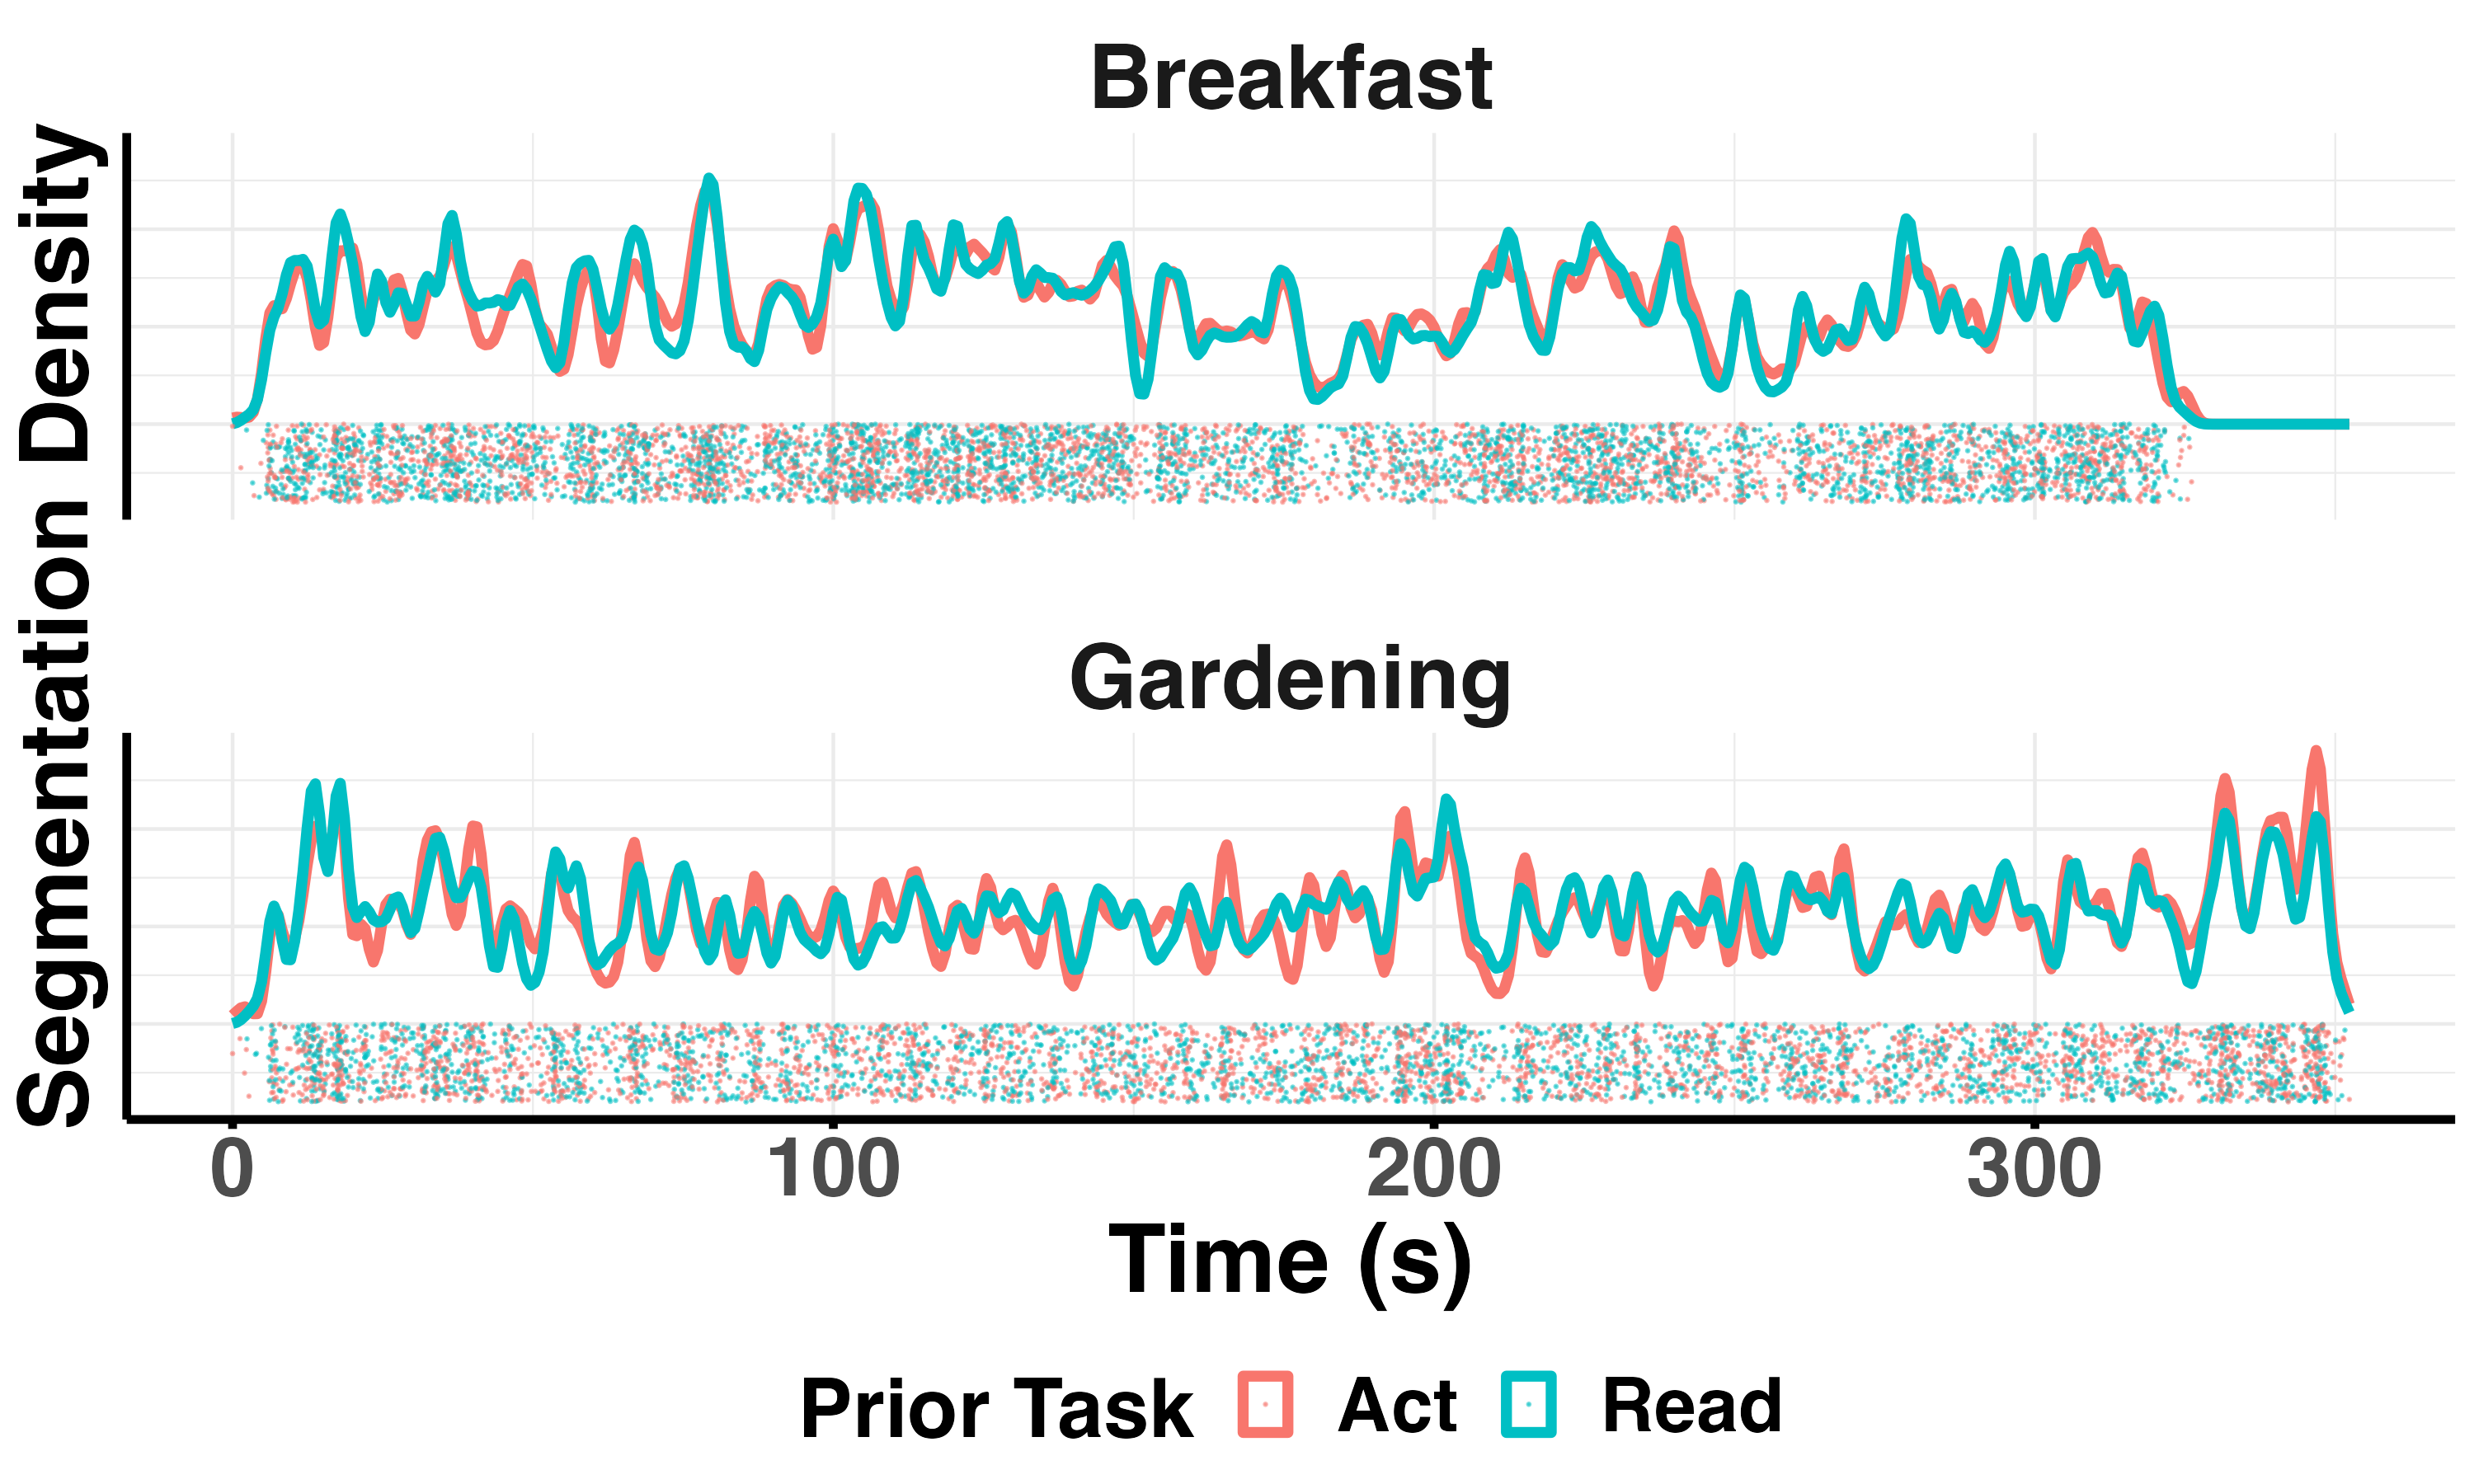 Breakfast
Segmentation Density
Gardening
0 100 200 300
Time (s)
Prior Task Act Read